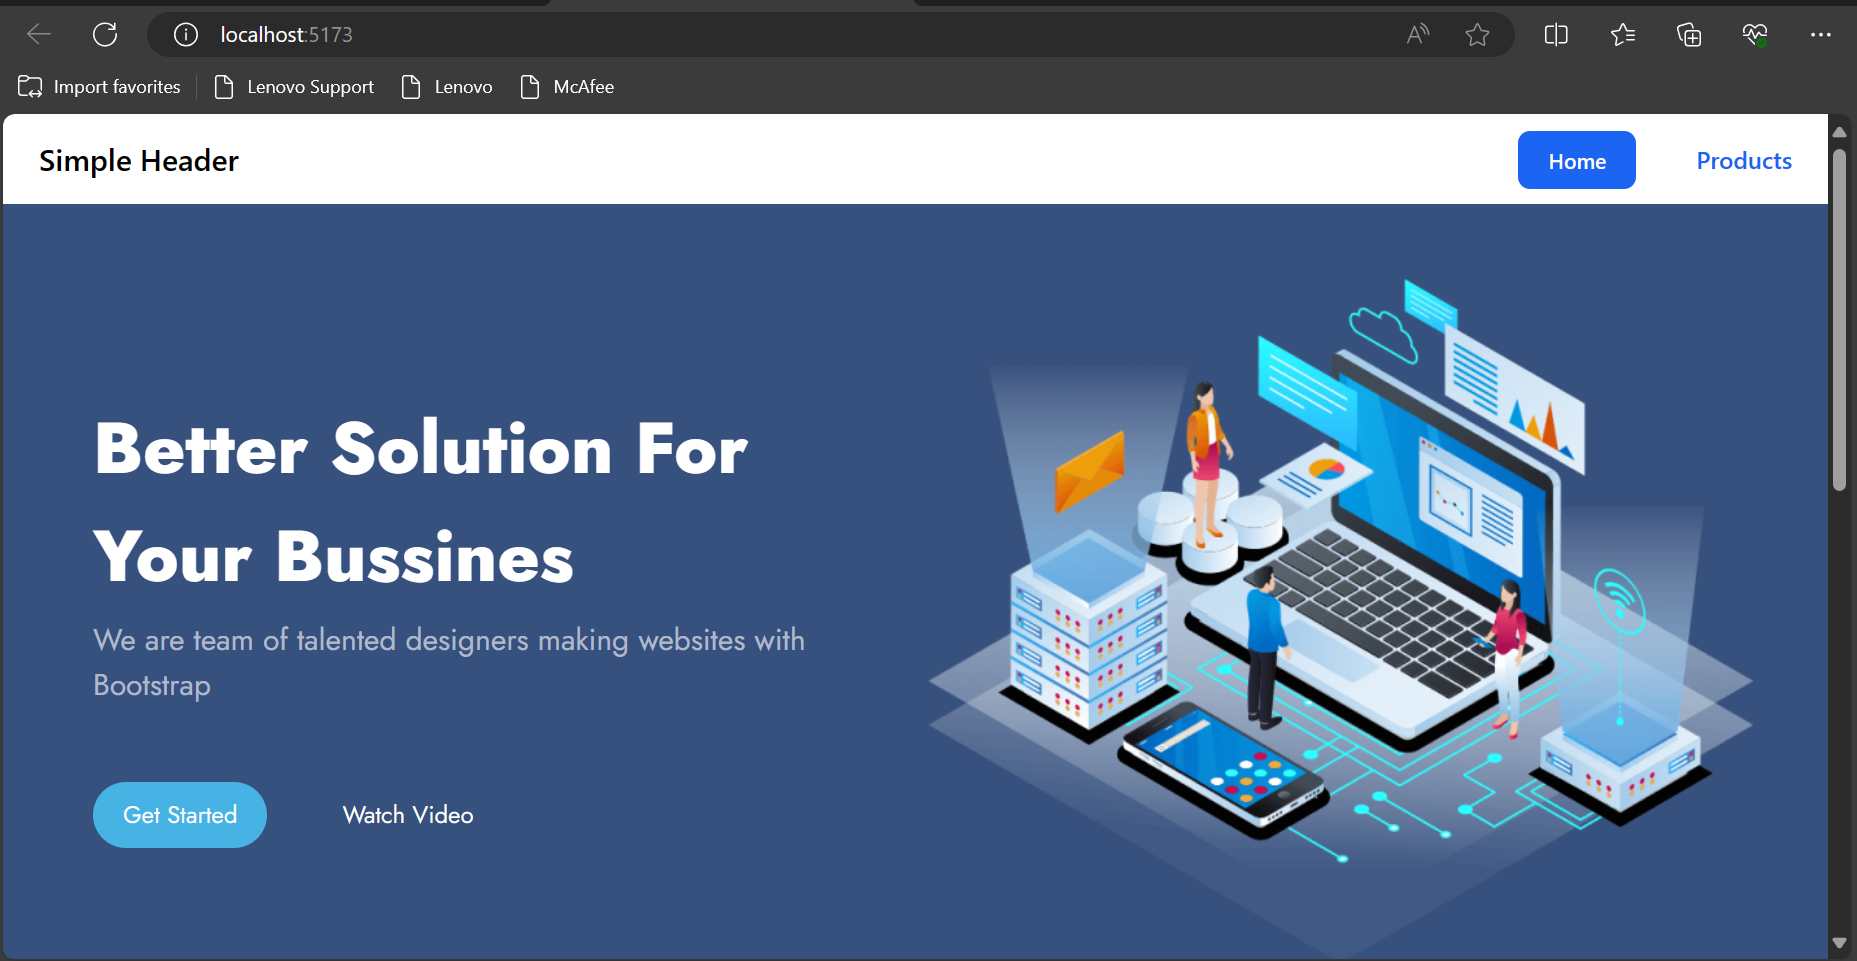 localhost:5173
Import favorites
Lenovo Support
Lenovo
McAfee
Simple Header
Home
Products
Better Solution For
Your Bussines
We are team of talented designers making websites with
Bootstrap
Get Started
Watch Video